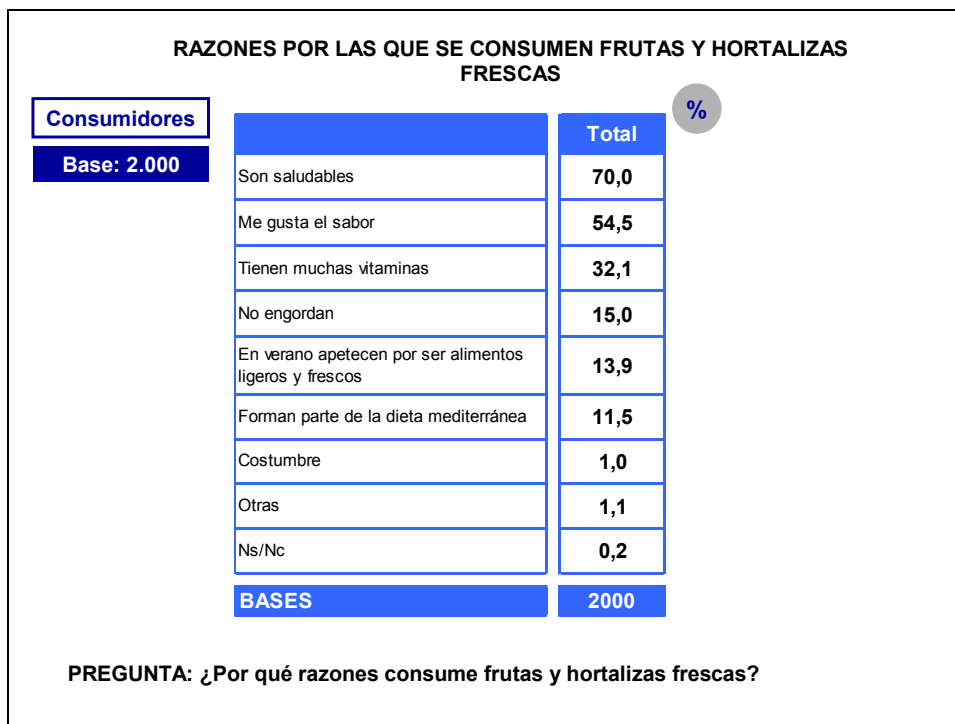 RAZONES POR LAS QUE SE CONSUMEN FRUTAS Y HORTALIZAS
FRESCAS
%
Consumidores
Base: 2.000
Total
Son saludables 70,0
Me gusta el sabor 54,5
Tienen muchas vitaminas 32,1
No engordan 15,0
En verano apetecen por ser alimentos
ligeros y frescos 13,9
Forman parte de la dieta mediterránea 11,5
Costumbre 1,0
Otras 1,1
Ns/Nc 0,2
BASES 2000
PREGUNTA: ¿Por qué razones consume frutas y hortalizas frescas?